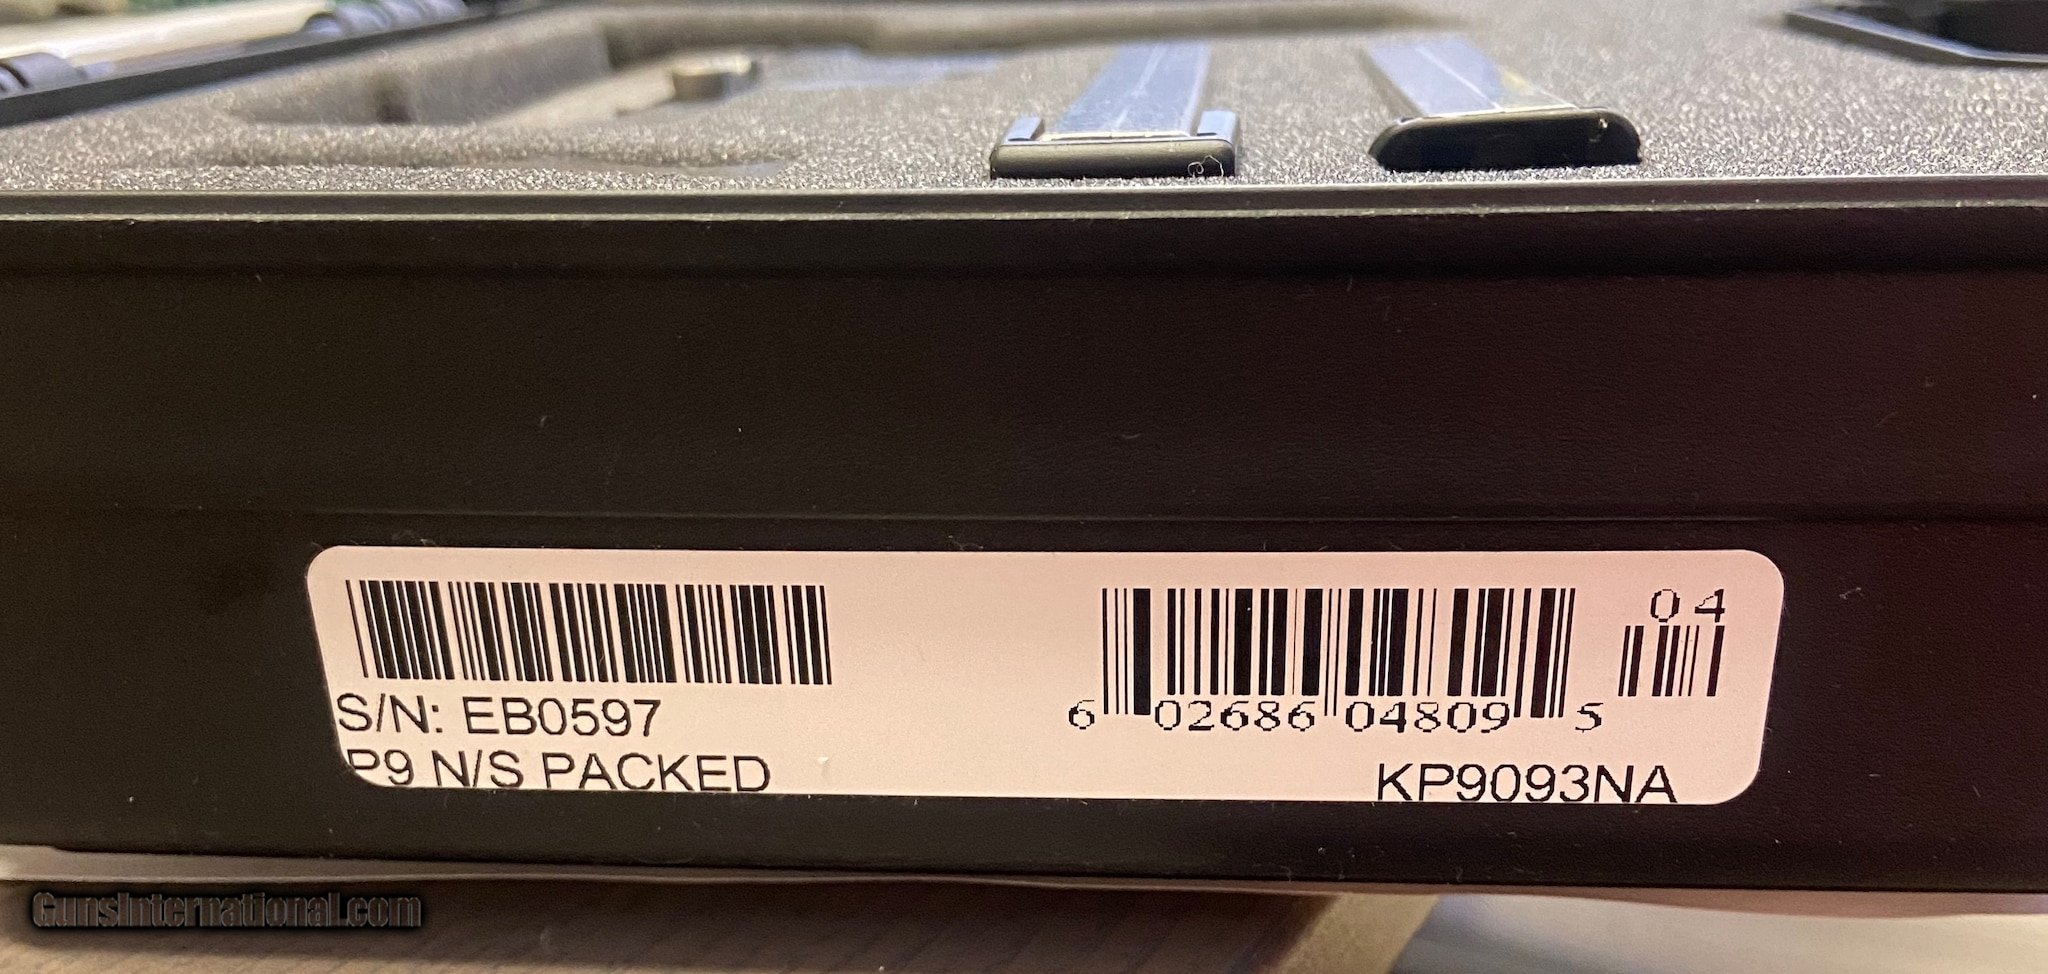 S/N: EB0597
P9 N/S PACKED
04
6 02686 04809 5
KP9093NA
GunsInternational.com